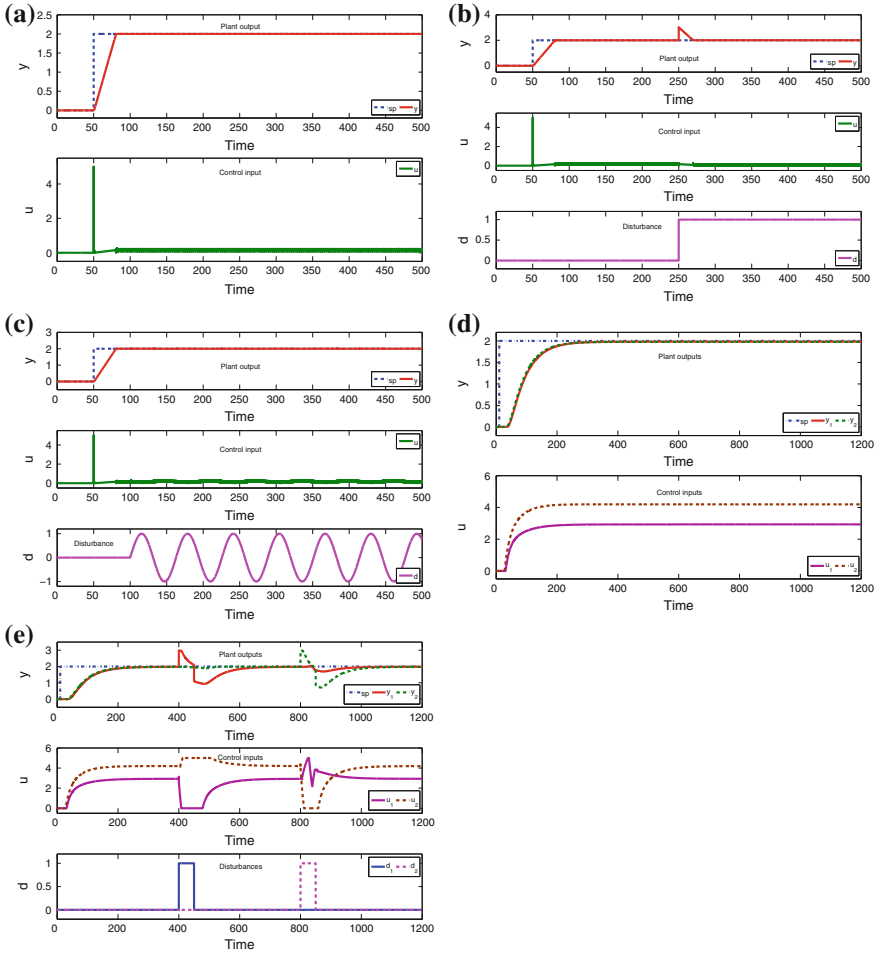 (a)
2.5
2
1.5
1
0.5
0
y
Plant output
sp y
0 50 100 150 200 250 300 350 400 450 500
Time
4
2
0
u
Control input
u
0 50 100 150 200 250 300 350 400 450 500
Time
(b)
4
2
0
y
Plant output
sp y
0 50 100 150 200 250 300 350 400 450 500
Time
4
2
0
u
Control input
u
0 50 100 150 200 250 300 350 400 450 500
Time
1
0.5
0
d
Disturbance
d
0 50 100 150 200 250 300 350 400 450 500
Time
(c)
3
2
1
0
y
Plant output
sp y
0 50 100 150 200 250 300 350 400 450 500
Time
4
2
0
u
Control input
u
0 50 100 150 200 250 300 350 400 450 500
Time
1
0
−1
d
Disturbance
d
0 50 100 150 200 250 300 350 400 450 500
Time
(d)
2
1.5
1
0.5
0
y
Plant outputs
sp y1 y2
0 200 400 600 800 1000 1200
Time
6
4
2
0
u
Control inputs
u1 u2
0 200 400 600 800 1000 1200
Time
(e)
3
2
1
0
y
Plant outputs
sp y1 y2
0 200 400 600 800 1000 1200
Time
6
4
2
0
u
Control inputs
u1 u2
0 200 400 600 800 1000 1200
Time
1
0.5
0
d
Disturbances
d1 d2
0 200 400 600 800 1000 1200
Time